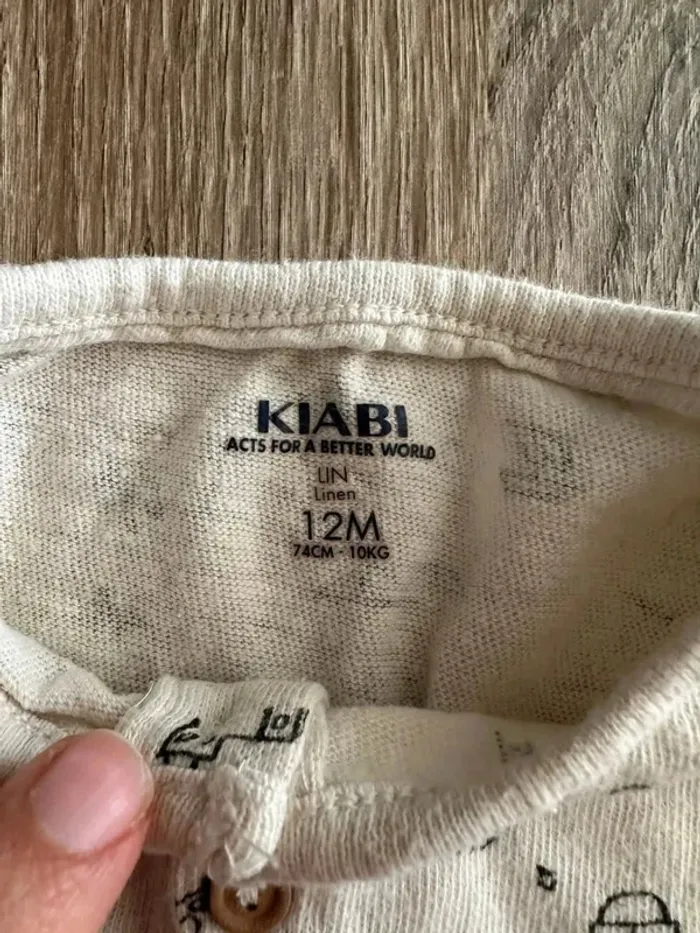 KIABI
ACTS FOR A BETTER WORLD
LIN
Linen
12M
74CM - 10KG